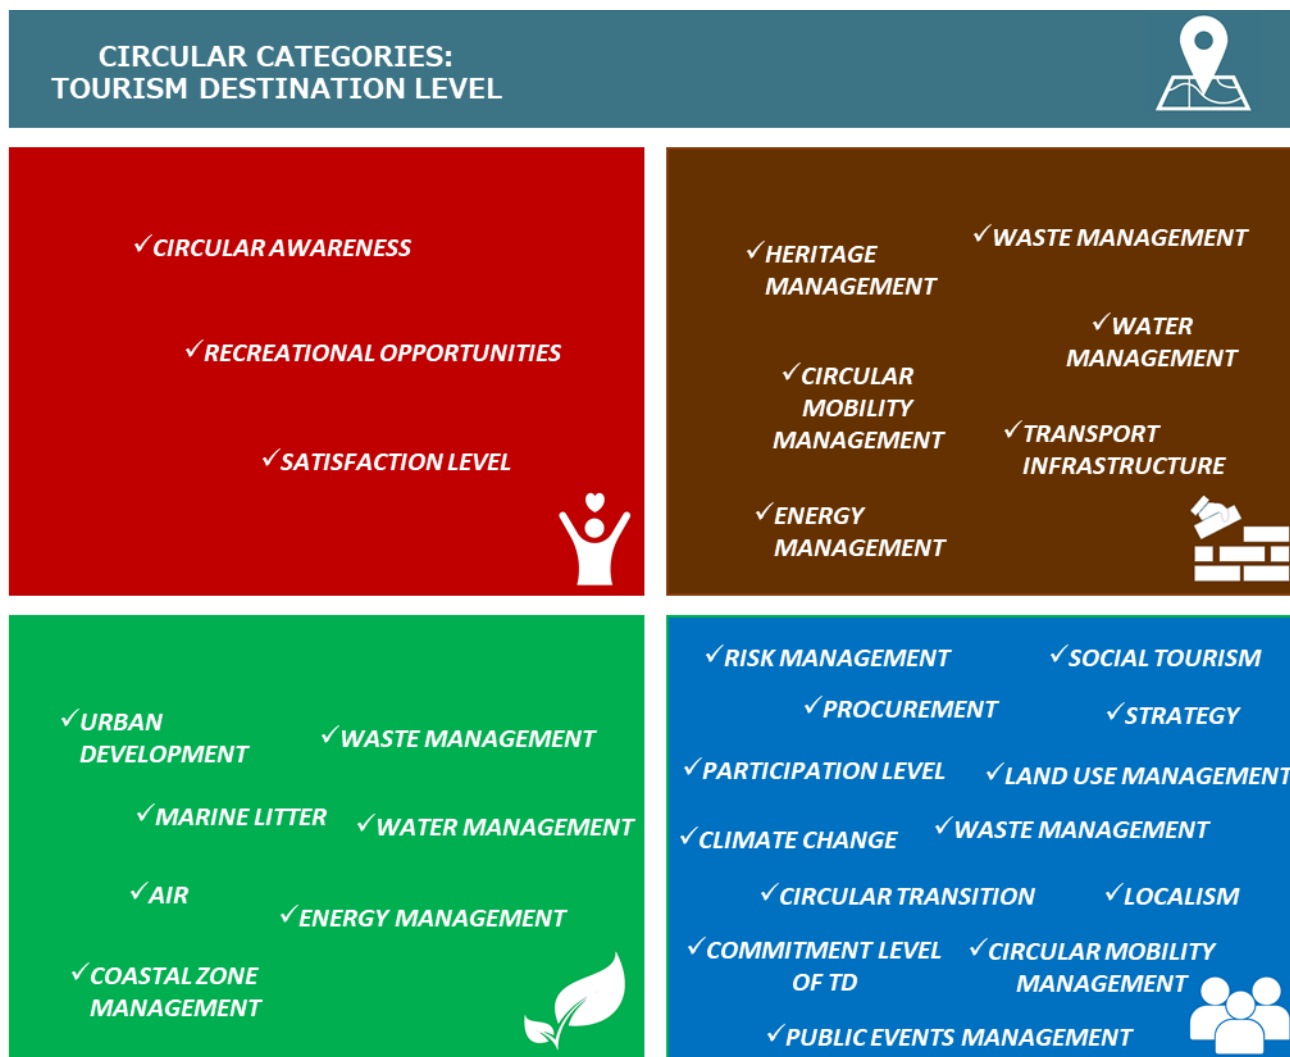 CIRCULAR CATEGORIES:
TOURISM DESTINATION LEVEL
✓CIRCULAR AWARENESS
✓RECREATIONAL OPPORTUNITIES
✓SATISFACTION LEVEL
✓HERITAGE
MANAGEMENT
✓WASTE MANAGEMENT
✓WATER
MANAGEMENT
✓CIRCULAR
MOBILITY
MANAGEMENT
✓TRANSPORT
INFRASTRUCTURE
✓ENERGY
MANAGEMENT
✓URBAN
DEVELOPMENT
✓WASTE MANAGEMENT
✓MARINE LITTER
✓WATER MANAGEMENT
✓AIR
✓ENERGY MANAGEMENT
✓COASTAL ZONE
MANAGEMENT
✓RISK MANAGEMENT
✓SOCIAL TOURISM
✓PROCUREMENT
✓STRATEGY
✓PARTICIPATION LEVEL
✓LAND USE MANAGEMENT
✓CLIMATE CHANGE
✓WASTE MANAGEMENT
✓CIRCULAR TRANSITION
✓LOCALISM
✓COMMITMENT LEVEL
OF TD
✓CIRCULAR MOBILITY
MANAGEMENT
✓PUBLIC EVENTS MANAGEMENT